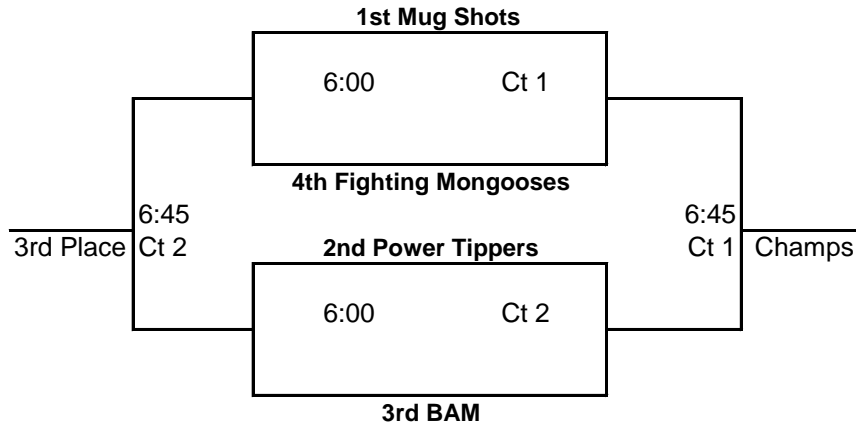 1st Mug Shots
6:00 Ct 1
4th Fighting Mongooses
6:45 6:45
3rd Place Ct 2 Ct 1 Champs
2nd Power Tippers
6:00 Ct 2
3rd BAM